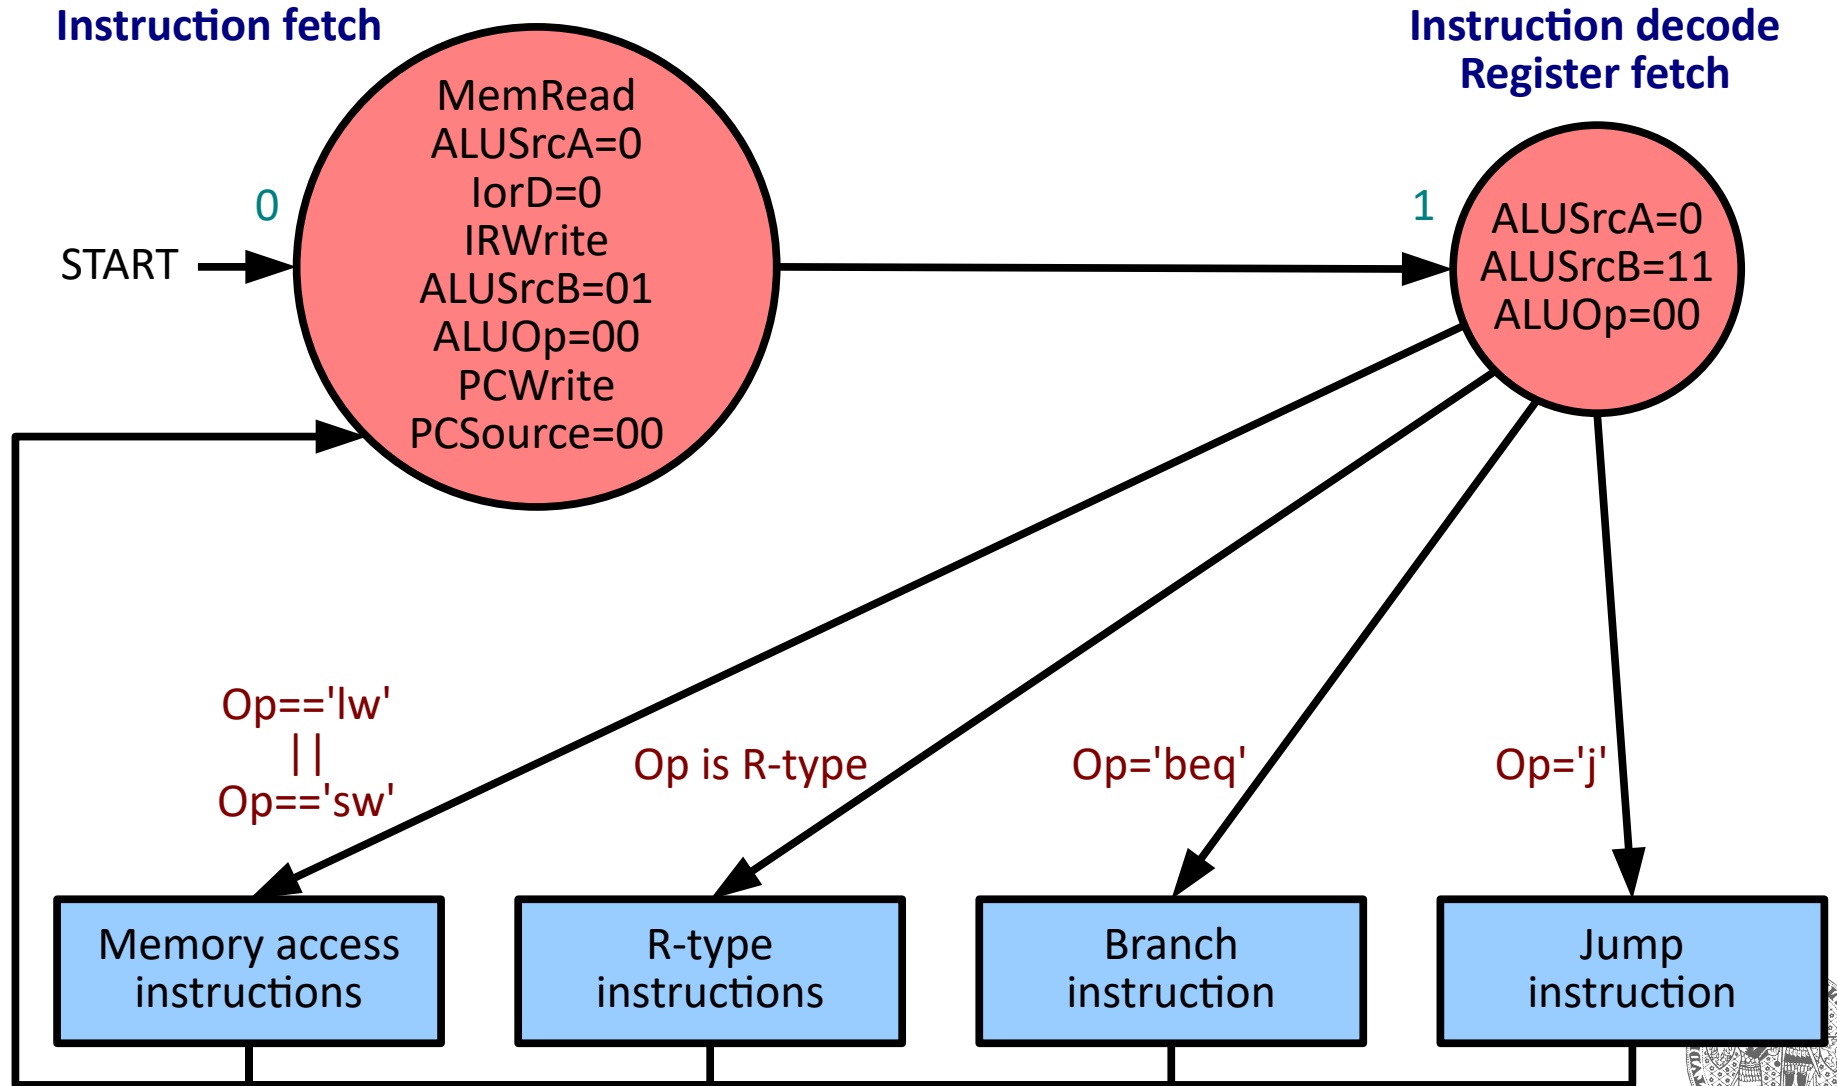 Instruction fetch
Instruction decode
Register fetch
MemRead
ALUSrcA=0
IorD=0
IRWrite
ALUSrcB=01
ALUOp=00
PCWrite
PCSource=00
0
START
1
ALUSrcA=0
ALUSrcB=11
ALUOp=00
Op=='lw'
||
Op=='sw'
Op is R-type
Op='beq'
Op='j'
Memory access
instructions
R-type
instructions
Branch
instruction
Jump
instruction